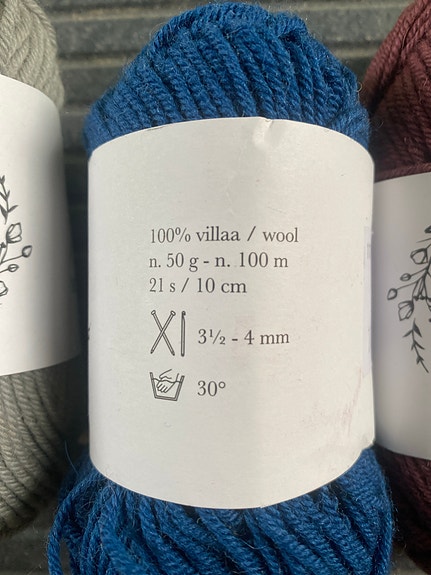 100% villaa / wool
n. 50 g - n. 100 m
21 s / 10 cm
3½ - 4 mm
30°